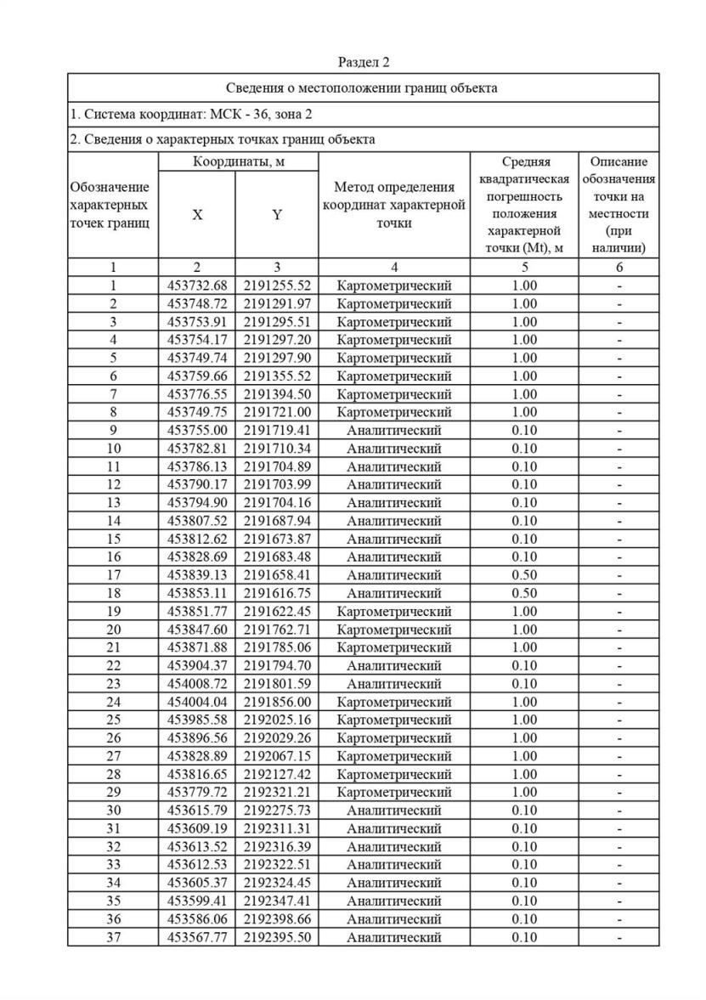 Раздел 2
Сведения о местоположении границ объекта
1. Система координат: МСК - 36, зона 2
2. Сведения о характерных точках границ объекта
Обозначение характерных точек границ
Координаты, м
X
Y
Метод определения координат характерной точки
Средняя квадратическая погрешность положения характерной точки (Mt), м
Описание обозначения точки на местности (при наличии)
1 2 3 4 5 6
1 453732.68 2191255.52 Картометрический 1.00 -
2 453748.72 2191291.97 Картометрический 1.00 -
3 453753.91 2191295.51 Картометрический 1.00 -
4 453754.17 2191297.20 Картометрический 1.00 -
5 453749.74 2191297.90 Картометрический 1.00 -
6 453759.66 2191355.52 Картометрический 1.00 -
7 453776.55 2191394.50 Картометрический 1.00 -
8 453749.75 2191721.00 Картометрический 1.00 -
9 453755.00 2191719.41 Аналитический 0.10 -
10 453782.81 2191710.34 Аналитический 0.10 -
11 453786.13 2191704.89 Аналитический 0.10 -
12 453790.17 2191703.99 Аналитический 0.10 -
13 453794.90 2191704.16 Аналитический 0.10 -
14 453807.52 2191687.94 Аналитический 0.10 -
15 453812.62 2191673.87 Аналитический 0.10 -
16 453828.69 2191683.48 Аналитический 0.10 -
17 453839.13 2191658.41 Аналитический 0.50 -
18 453853.11 2191616.75 Аналитический 0.50 -
19 453851.77 2191622.45 Картометрический 1.00 -
20 453847.60 2191762.71 Картометрический 1.00 -
21 453871.88 2191785.06 Картометрический 1.00 -
22 453904.37 2191794.70 Аналитический 0.10 -
23 454008.72 2191801.59 Аналитический 0.10 -
24 454004.04 2191856.00 Картометрический 1.00 -
25 453985.58 2192025.16 Картометрический 1.00 -
26 453896.56 2192029.26 Картометрический 1.00 -
27 453828.89 2192067.15 Картометрический 1.00 -
28 453816.65 2192127.42 Картометрический 1.00 -
29 453779.72 2192321.21 Картометрический 1.00 -
30 453615.79 2192275.73 Аналитический 0.10 -
31 453609.19 2192311.31 Аналитический 0.10 -
32 453613.52 2192316.39 Аналитический 0.10 -
33 453612.53 2192322.51 Аналитический 0.10 -
34 453605.37 2192324.45 Аналитический 0.10 -
35 453599.41 2192347.41 Аналитический 0.10 -
36 453586.06 2192398.66 Аналитический 0.10 -
37 453567.77 2192395.50 Аналитический 0.10 -